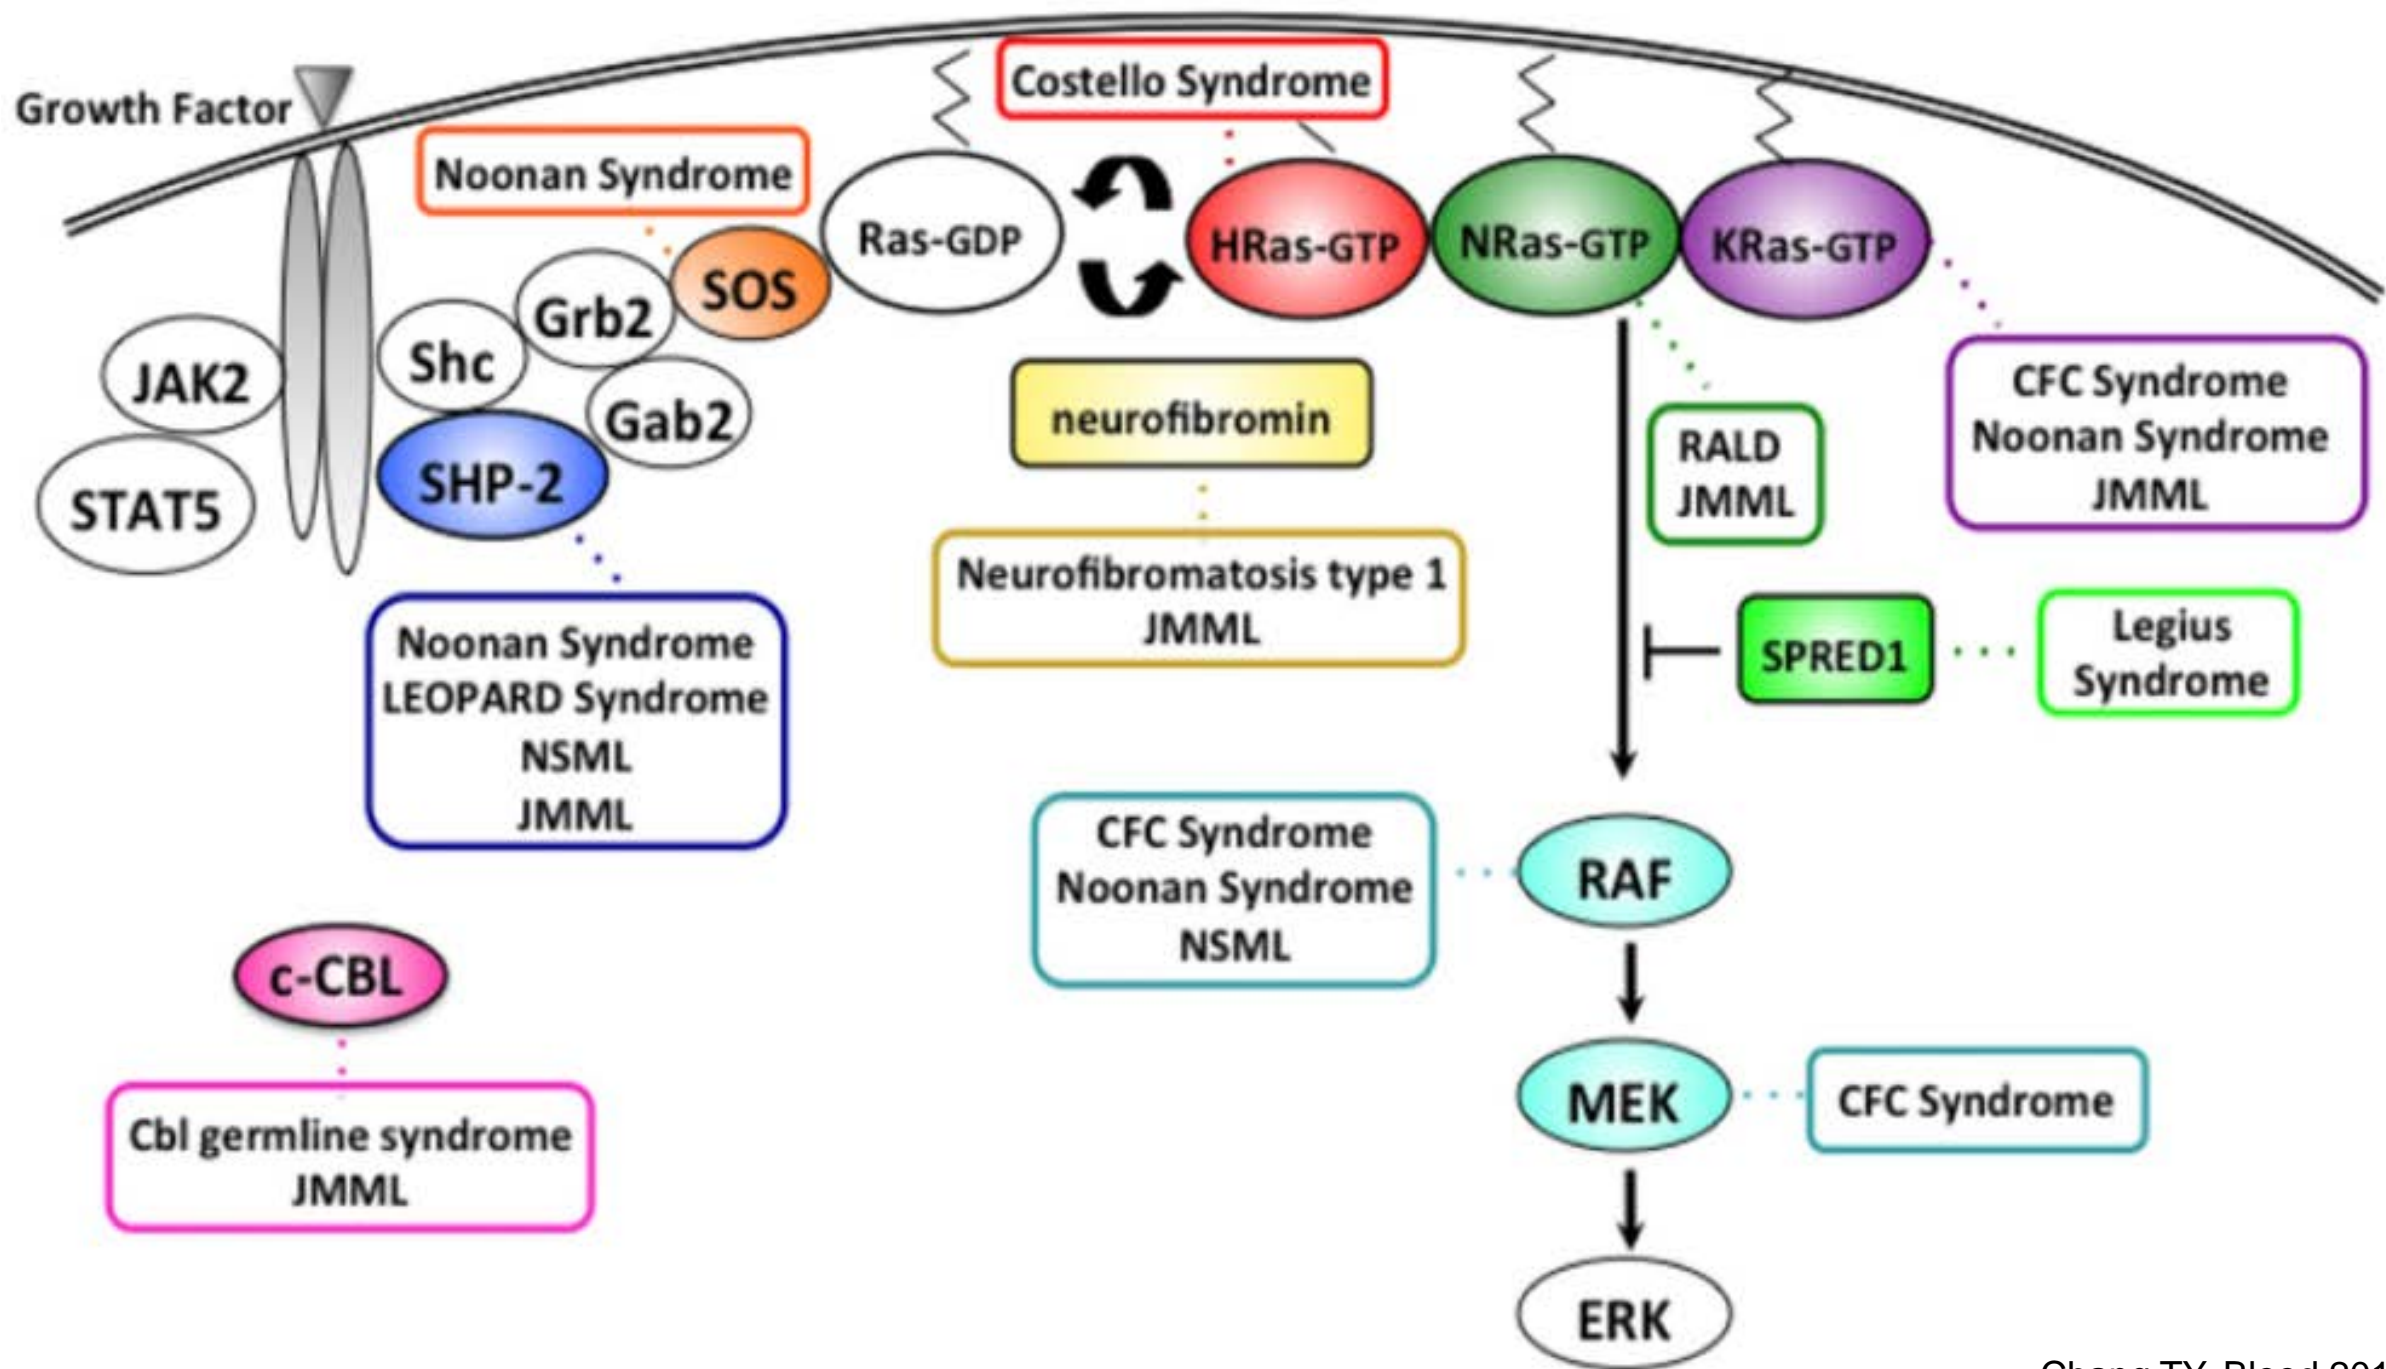 Growth Factor
Costello Syndrome
Noonan Syndrome
Ras-GDP
HRas-GTP
NRas-GTP
KRas-GTP
SOS
Grb2
Shc
Gab2
JAK2
STAT5
SHP-2
neurofibromin
RALD
JMML
CFC Syndrome
Noonan Syndrome
JMML
Neurofibromatosis type 1
JMML
Noonan Syndrome
LEOPARD Syndrome
NSML
JMML
SPRED1
Legius
Syndrome
CFC Syndrome
Noonan Syndrome
NSML
RAF
c-CBL
Cbl germline syndrome
JMML
MEK
CFC Syndrome
ERK